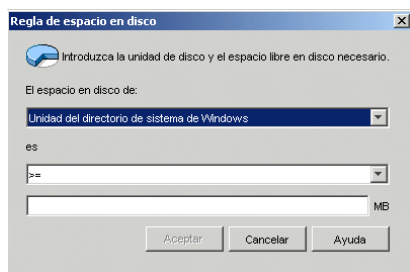 Regla de espacio en disco
Introduzca la unidad de disco y el espacio libre en disco necesario.
El espacio en disco de:
Unidad del directorio de sistema de Windows
es
>=
MB
Aceptar Cancelar Ayuda